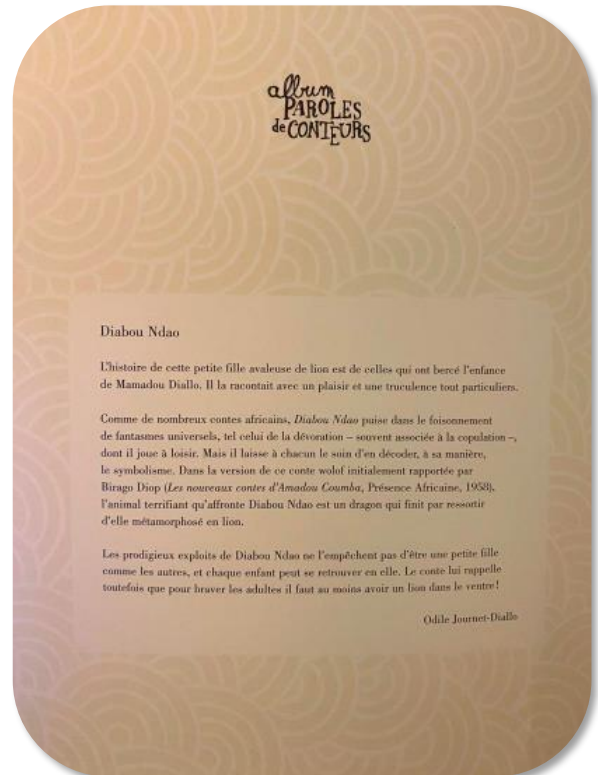 album
PAROLES
de CONTEURS
Diabou Ndao
L'histoire de cette petite fille avaleuse de lion est de celles qui ont bercé l'enfance
de Mamadou Diallo. Il la racontait avec un plaisir et une truculence tout particuliers.
Comme de nombreux contes africains, Diabou Ndao puise dans le foisonnement
de fantasmes universels, tel celui de la dévoration – souvent associée à la copulation –,
dont il joue à loisir. Mais il laisse à chacun le soin d'en décoder, à sa manière,
le symbolisme. Dans la version de ce conte wolof initialement rapportée par
Birago Diop (Les nouveaux contes d'Amadou Coumba, Présence Africaine, 1958),
l'animal terrifiant qu'affronte Diabou Ndao est un dragon qui finit par ressortir
d'elle métamorphosé en lion.
Les prodigieux exploits de Diabou Ndao ne l'empêchent pas d'être une petite fille
comme les autres, et chaque enfant peut se retrouver en elle. Le conte lui rappelle
toutefois que pour braver les adultes il faut au moins avoir un lion dans le ventre !
Odile Journet-Diallo